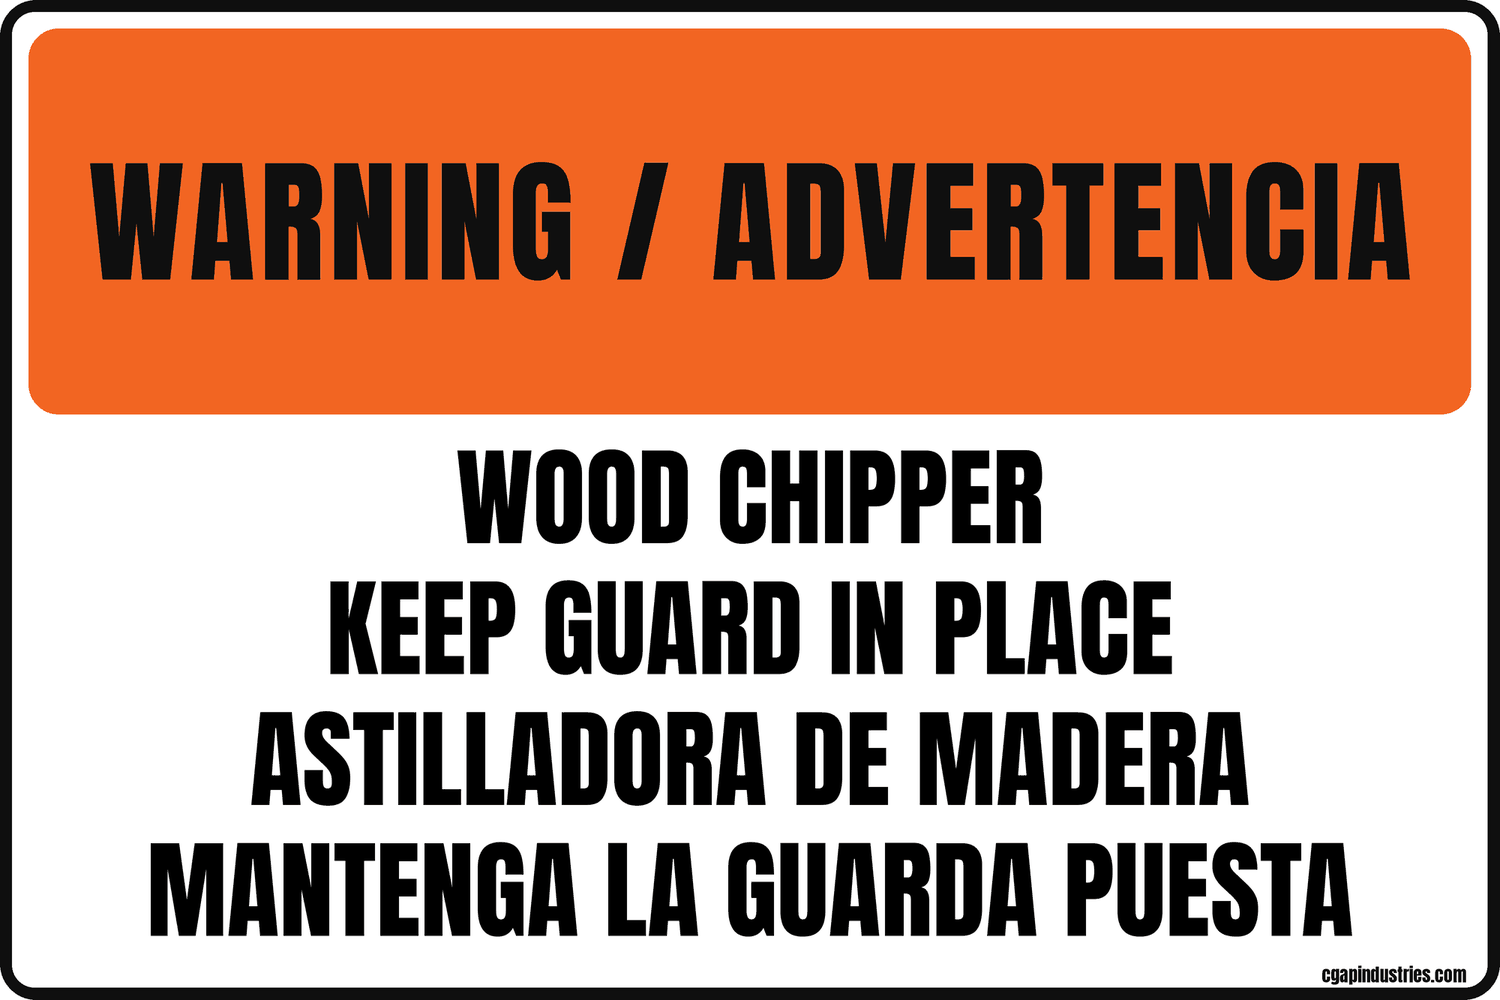 WARNING / ADVERTENCIA
WOOD CHIPPER
KEEP GUARD IN PLACE
ASTILLADORA DE MADERA
MANTENGA LA GUARDA PUESTA
cgapindustries.com